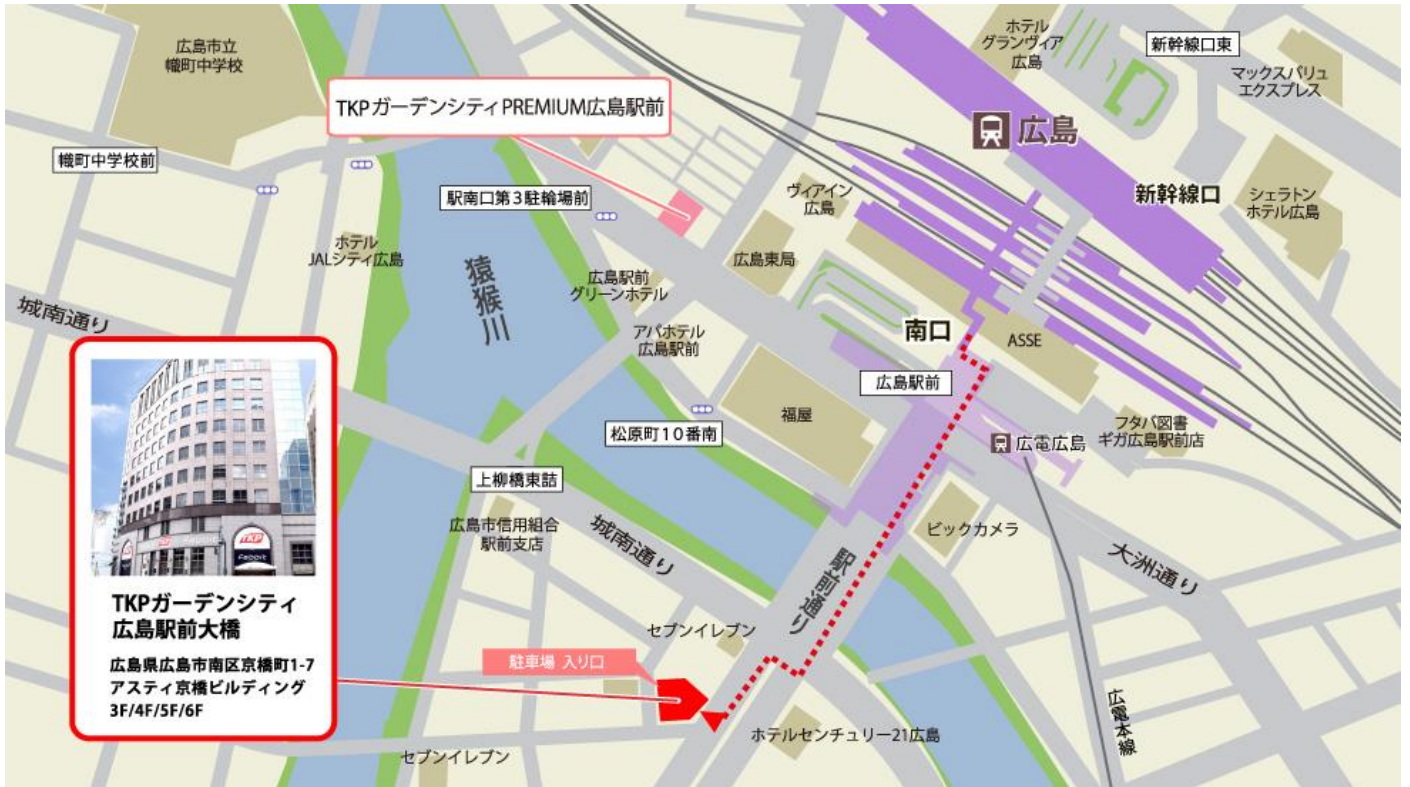 広島市立
幟町中学校
ホテル
グランヴィア
広島
新幹線口東
マックスバリュ
エクスプレス
TKPガーデンシティPREMIUM広島駅前
広島
幟町中学校前
駅南口第3駐輪場前
ヴィアイン
広島
新幹線口
シェラトン
ホテル広島
ホテル
JALシティ広島
猿猴川
広島東局
広島駅前
グリーンホテル
城南通り
アパホテル
広島駅前
南口
ASSE
広島駅前
福屋
松原町10番南
フタバ図書
ギガ広島駅前店
広電広島
上柳橋東詰
広島市信用組合
駅前支店
城南通り
ビックカメラ
大洲通り
駅前通り
TKP
TKP
TKPガーデンシティ
広島駅前大橋
広島県広島市南区京橋町1-7
アスティ京橋ビルディング
3F/4F/5F/6F
セブンイレブン
駐車場 入り口
ホテルセンチュリー21広島
広電本線
セブンイレブン